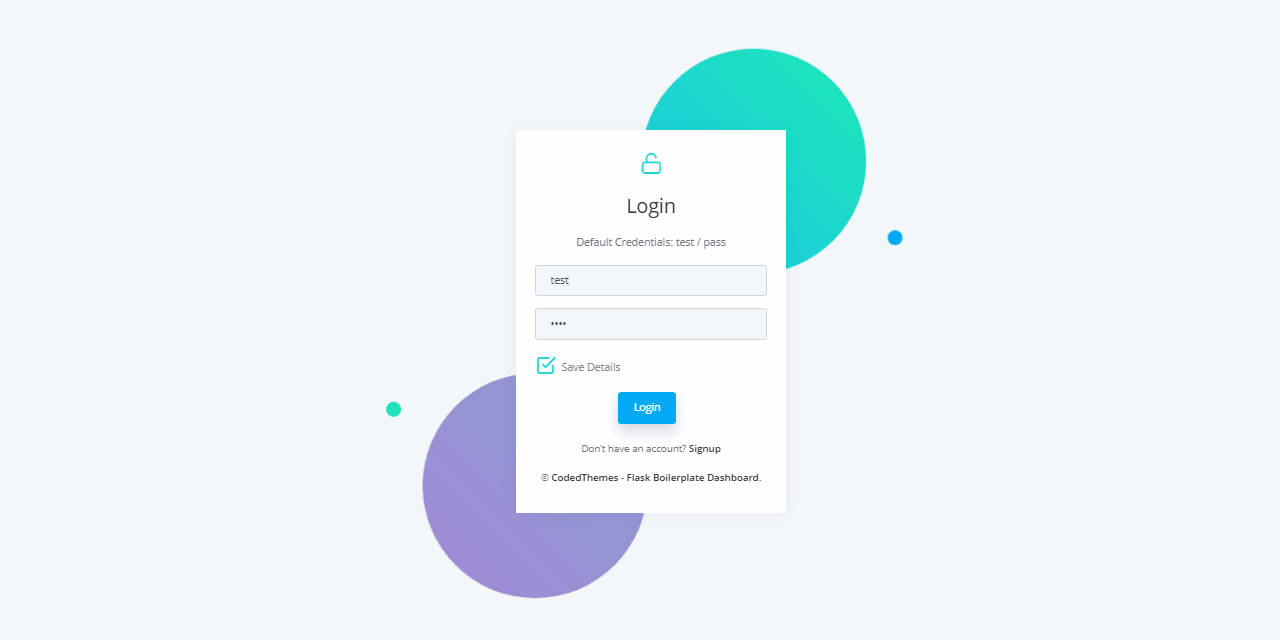 Login
Default Credentials: test / pass
test
••••
Save Details
Login
Don't have an account? Signup
© CodedThemes - Flask Boilerplate Dashboard.